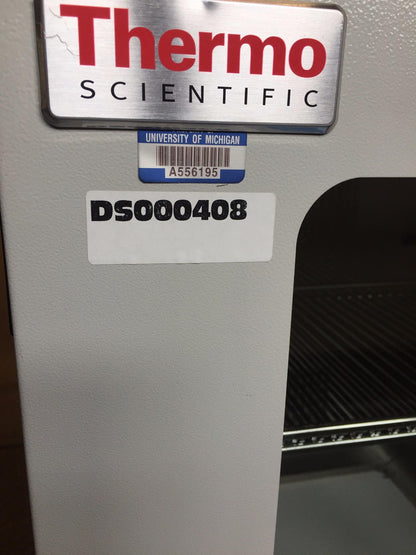 Thermo
SCIENTIFIC
UNIVERSITY OF MICHIGAN
A556195
DS000408